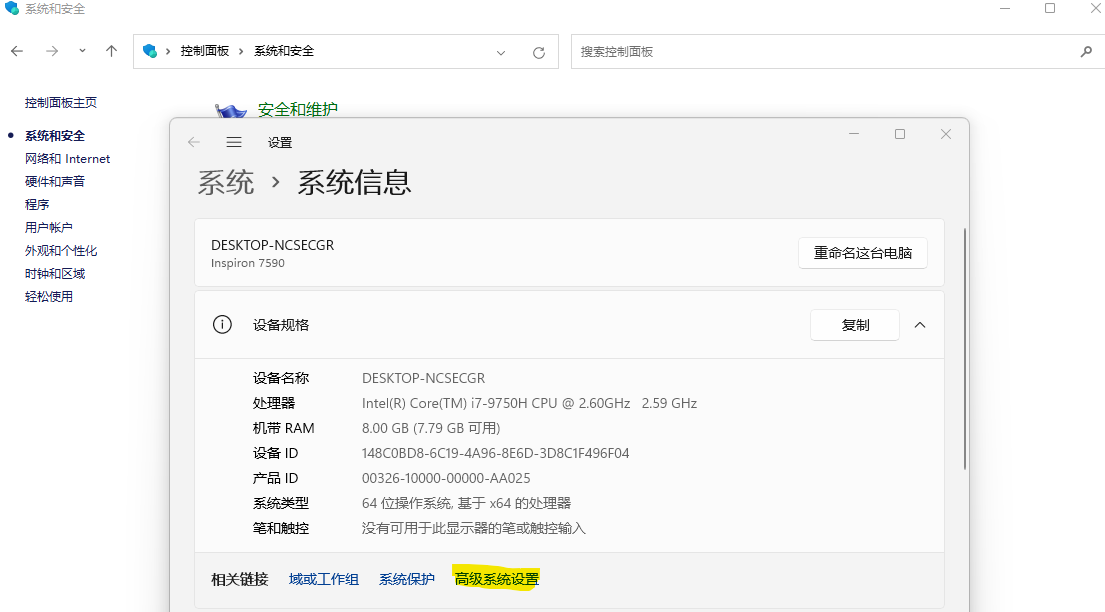 系统和安全
控制面板 › 系统和安全
搜索控制面板
控制面板主页
系统和安全
网络和 Internet
硬件和声音
程序
用户帐户
外观和个性化
时钟和区域
轻松使用
安全和维护
设置
系统 › 系统信息
DESKTOP-NCSECGR
Inspiron 7590
重命名这台电脑
设备规格
复制
设备名称 DESKTOP-NCSECGR
处理器 Intel(R) Core(TM) i7-9750H CPU @ 2.60GHz 2.59 GHz
机带 RAM 8.00 GB (7.79 GB 可用)
设备 ID 148C0BD8-6C19-4A96-8E6D-3D8C1F496F04
产品 ID 00326-10000-00000-AA025
系统类型 64 位操作系统, 基于 x64 的处理器
笔和触控 没有可用于此显示器的笔或触控输入
相关链接 域或工作组 系统保护 高级系统设置